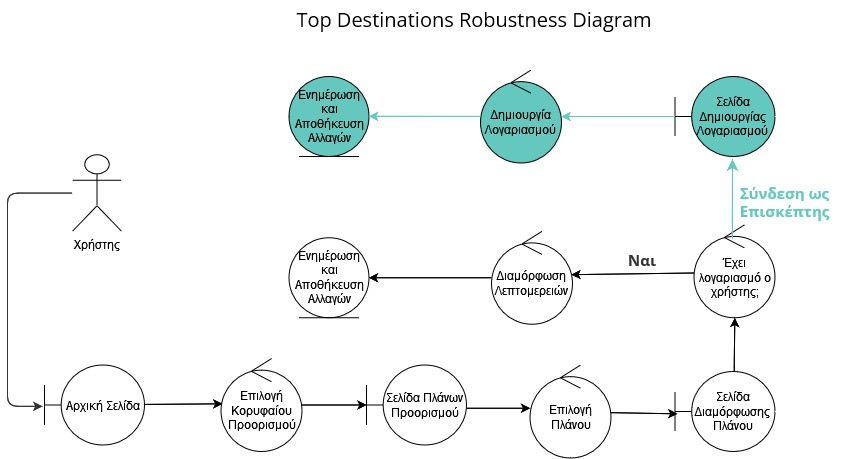 Top Destinations Robustness Diagram
Ενημέρωση
και
Αποθήκευση
Αλλαγών
Δημιουργία
Λογαριασμού
Σελίδα
Δημιουργίας
Λογαριασμού
Σύνδεση ως
Επισκέπτης
Χρήστης
Ενημέρωση
και
Αποθήκευση
Αλλαγών
Διαμόρφωση
Λεπτομερειών
Ναι
Έχει
λογαριασμό ο
χρήστης;
Αρχική Σελίδα
Επιλογή
Κορυφαίου
Προορισμού
Σελίδα Πλάνων
Προορισμού
Επιλογή
Πλάνου
Σελίδα
Διαμόρφωσης
Πλάνου